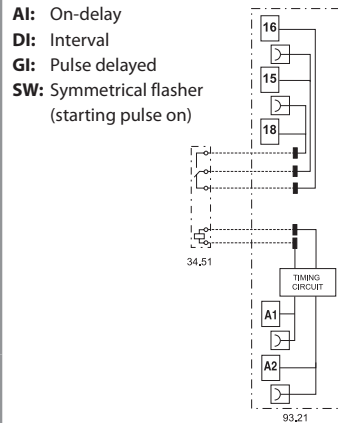 AI: On-delay
DI: Interval
GI: Pulse delayed
SW: Symmetrical flasher
(starting pulse on)
16
15
18
34.51
TIMING
CIRCUIT
A1
A2
93.21